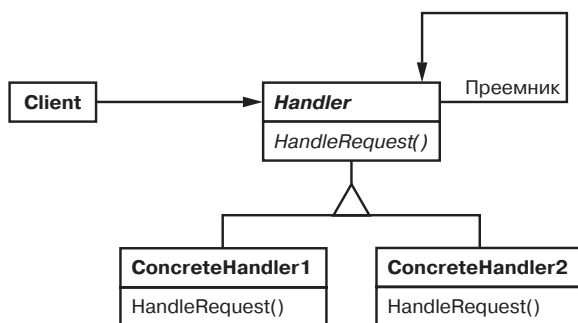 Client
Handler
Преемник
HandleRequest()
ConcreteHandler1
ConcreteHandler2
HandleRequest()
HandleRequest()